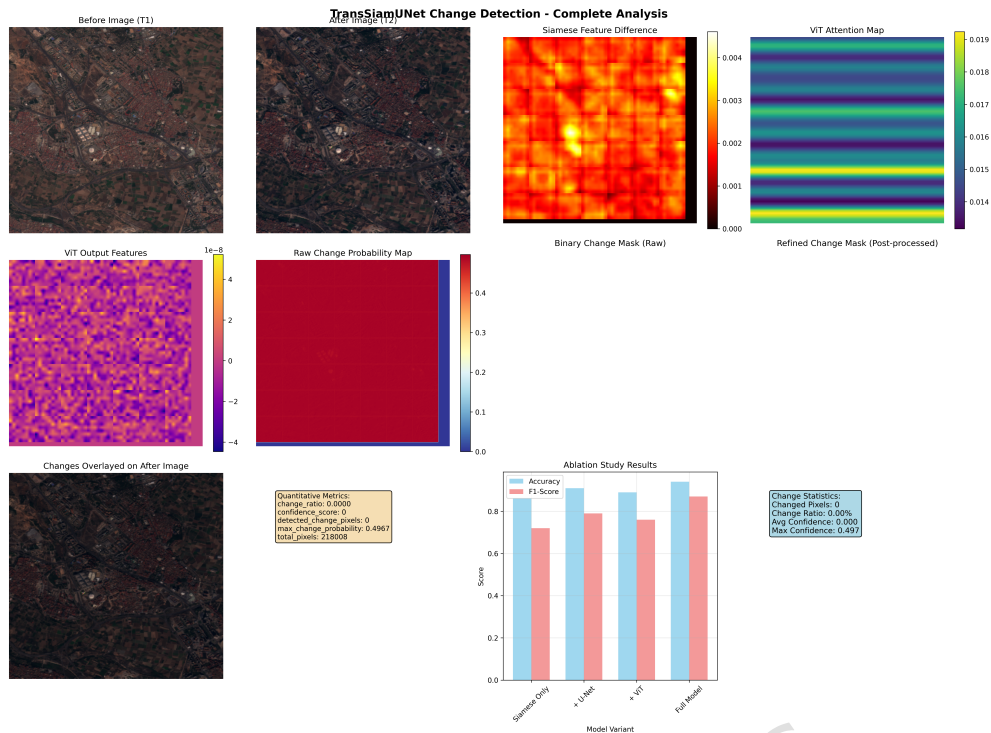 TransSiamUNet Change Detection - Complete Analysis
Before Image (T1)
After Image (T2)
Siamese Feature Difference
ViT Attention Map
0.004
0.003
0.002
0.001
0.000
0.019
0.018
0.017
0.016
0.015
0.014
ViT Output Features
1e−8
4
2
0
−2
−4
Raw Change Probability Map
0.4
0.3
0.2
0.1
0.0
Binary Change Mask (Raw)
Refined Change Mask (Post-processed)
Changes Overlayed on After Image
Quantitative Metrics:
change_ratio: 0.0000
confidence_score: 0
detected_change_pixels: 0
max_change_probability: 0.4967
total_pixels: 218008
Ablation Study Results
Accuracy
F1-Score
Score
0.8
0.6
0.4
0.2
0.0
Siamese Only
+ U-Net
+ ViT
Full Model
Model Variant
Change Statistics:
Changed Pixels: 0
Change Ratio: 0.00%
Avg Confidence: 0.000
Max Confidence: 0.497